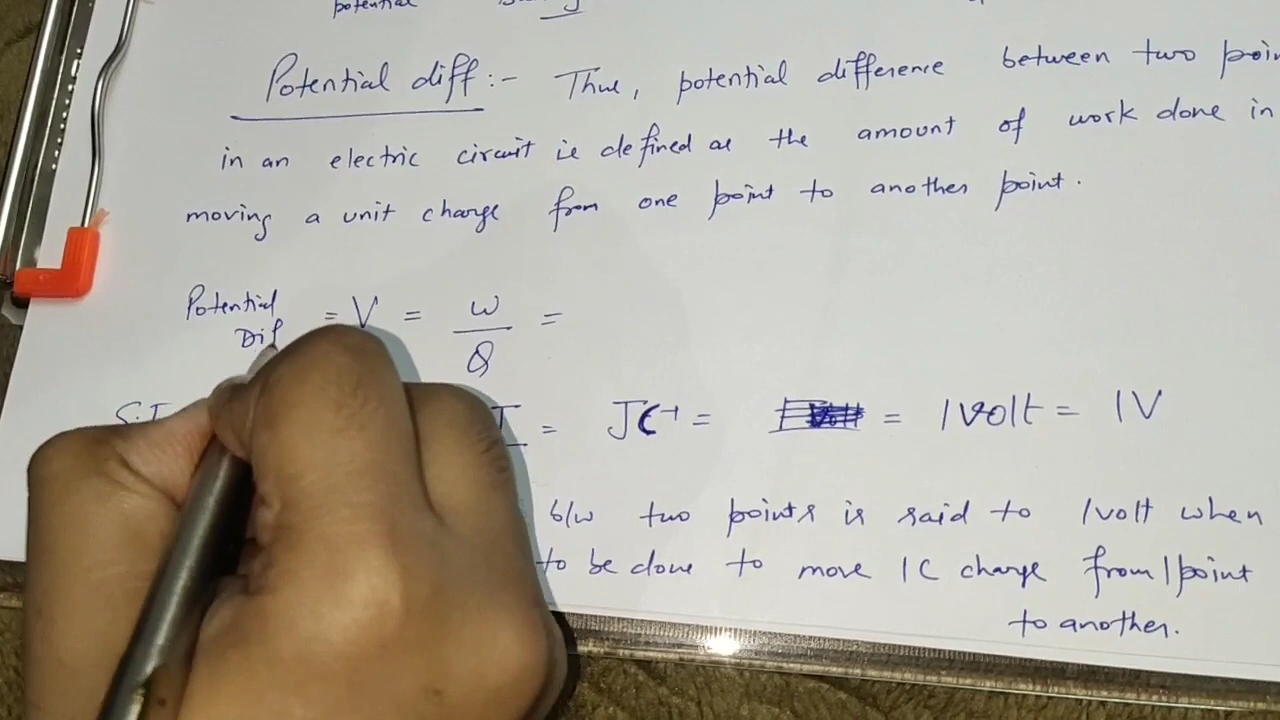 potential
Potential diff :- Thus, potential difference between two poin
in an electric circuit is defined as the amount of work done in
moving a unit charge from one point to another point.
Potential = V = W =
Dif
Q
S.I = JC-1 = = 1volt = 1V
b/w two points is said to 1volt when
to be done to move 1C charge from 1 point
to another.